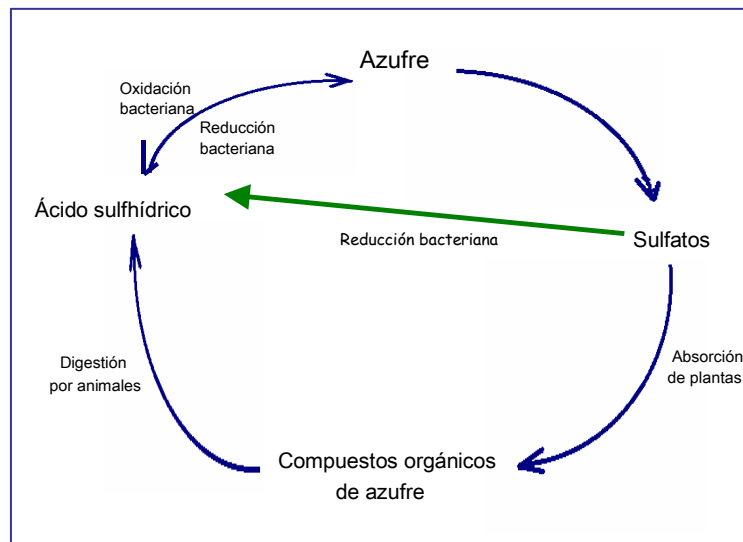 Azufre
Oxidación
bacteriana
Reducción
bacteriana
Ácido sulfhídrico
Reducción bacteriana
Sulfatos
Digestión
por animales
Absorción
de plantas
Compuestos orgánicos
de azufre